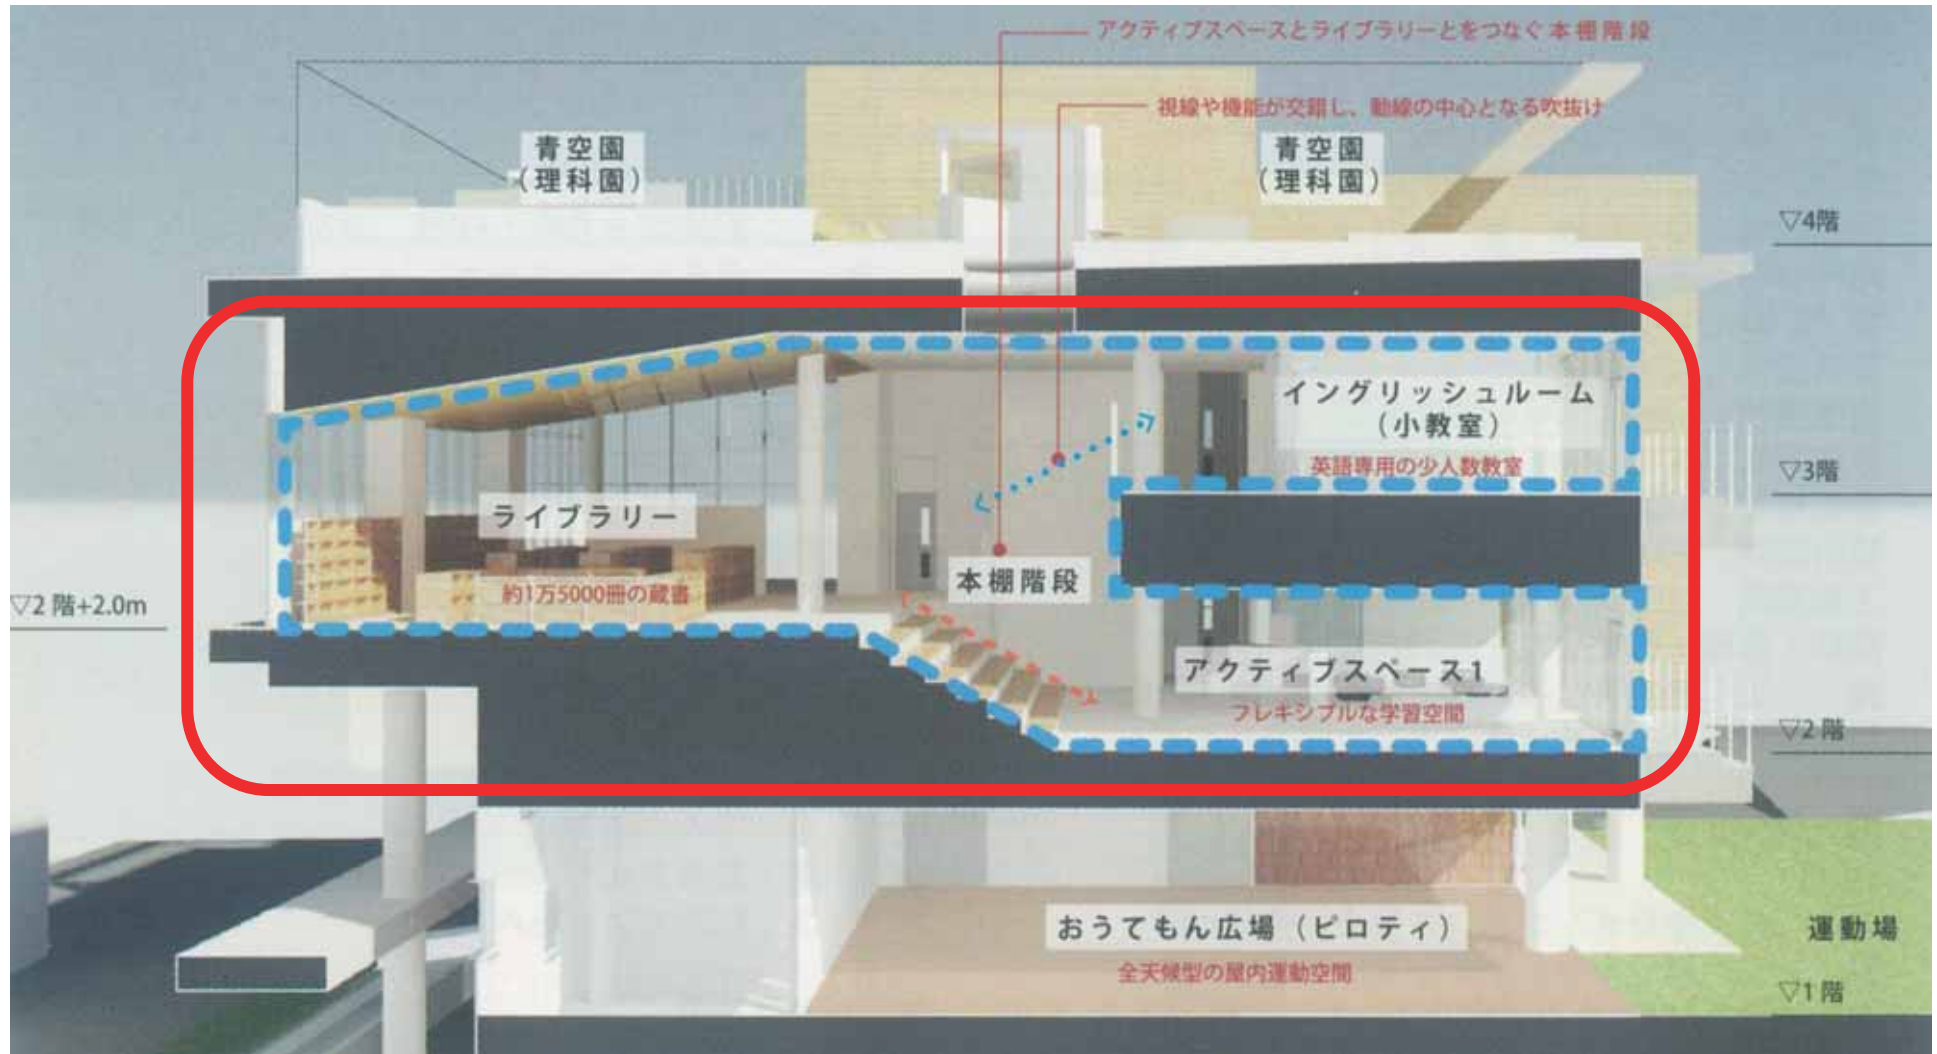 アクティブスペースとライブラリーとをつなぐ本棚階段
視線や機能が交錯し、動線の中心となる吹抜け
青空園
（理科園）
青空園
（理科園）
▽4階
イングリッシュルーム
（小教室）
英語専用の少人数教室
▽3階
ライブラリー
約1万5000冊の蔵書
本棚階段
▽2 階+2.0m
アクティブスペース1
フレキシブルな学習空間
▽2 階
おうてもん広場（ピロティ）
全天候型の屋内運動空間
運動場
▽1 階